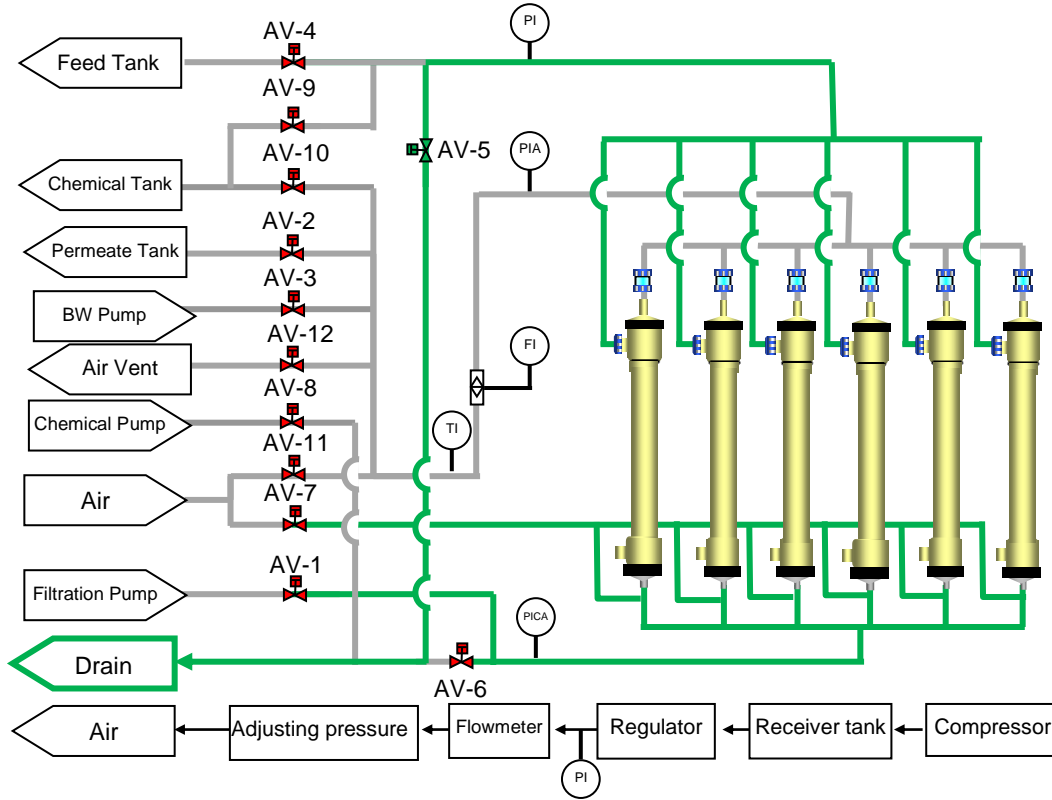 AV-4
PI
Feed Tank
AV-9
AV-10
AV-5
PIA
Chemical Tank
AV-2
Permeate Tank
AV-3
BW Pump
AV-12
Air Vent
FI
AV-8
Chemical Pump
TI
AV-11
Air
AV-7
AV-1
Filtration Pump
PICA
Drain
AV-6
Air
Adjusting pressure
Flowmeter
Regulator
Receiver tank
Compressor
PI